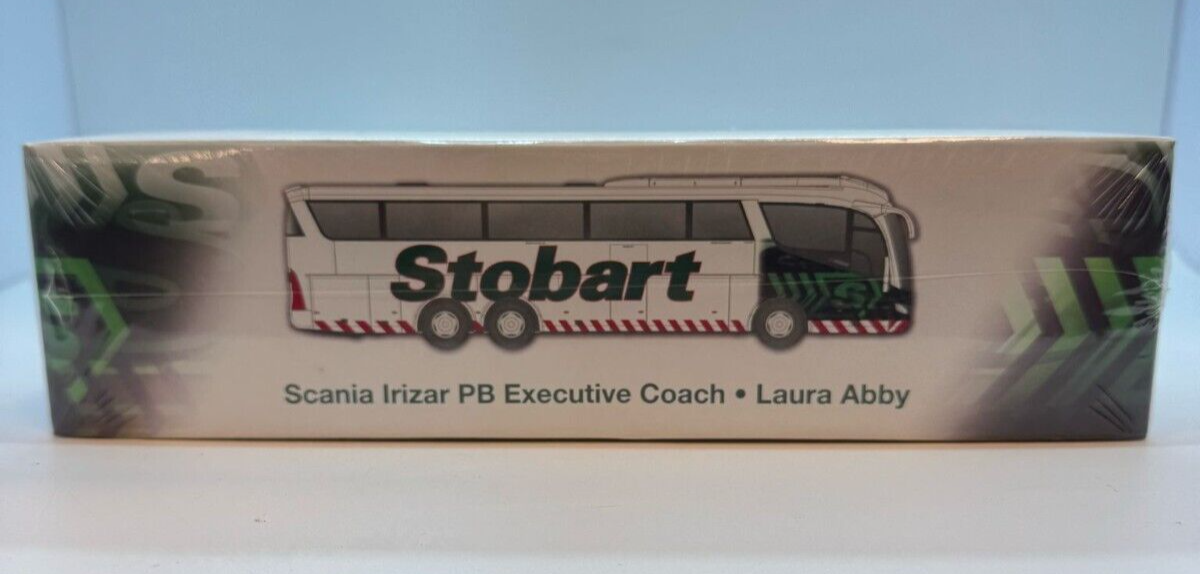 Stobart
S
Scania Irizar PB Executive Coach • Laura Abby